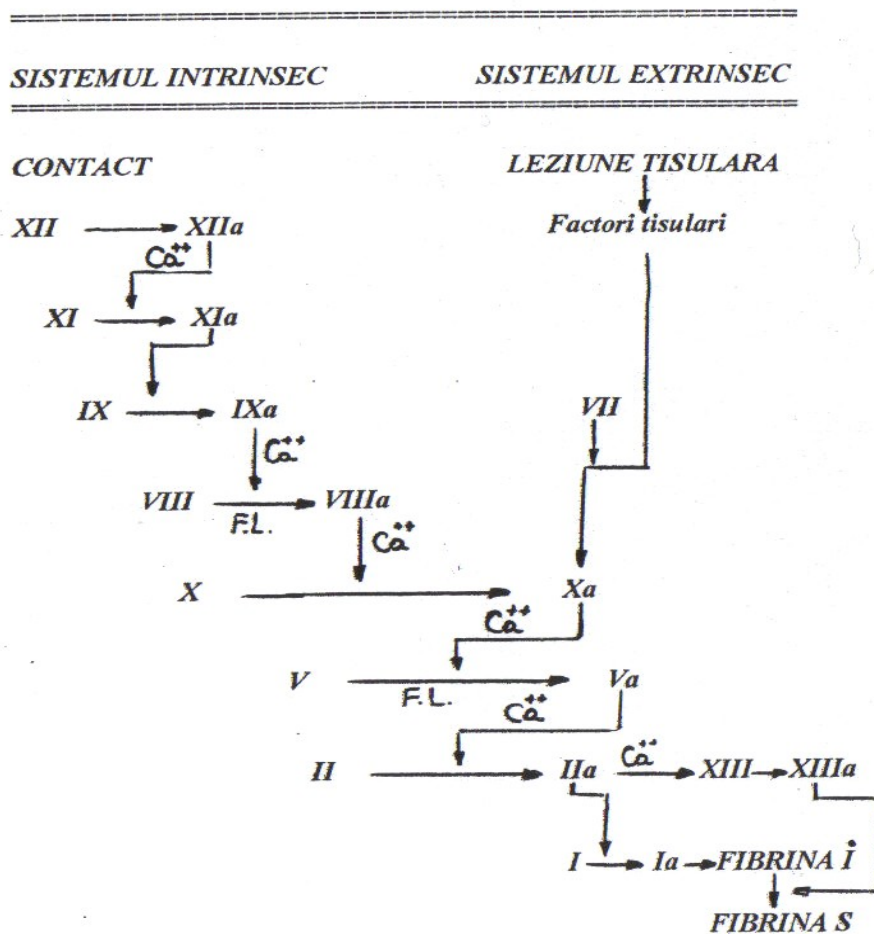 SISTEMUL INTRINSEC SISTEMUL EXTRINSEC
CONTACT LEZIUNE TISULARA
Factori tisulari
XII XIIa
Ca++
XI XIa
IX IXa VII
Ca++
VIII VIIIa
F.L. Ca++
X Xa
Ca++
V Va
F.L. Ca++
II IIa Ca++ XIII XIIIa
I Ia FIBRINA İ
FIBRINA S